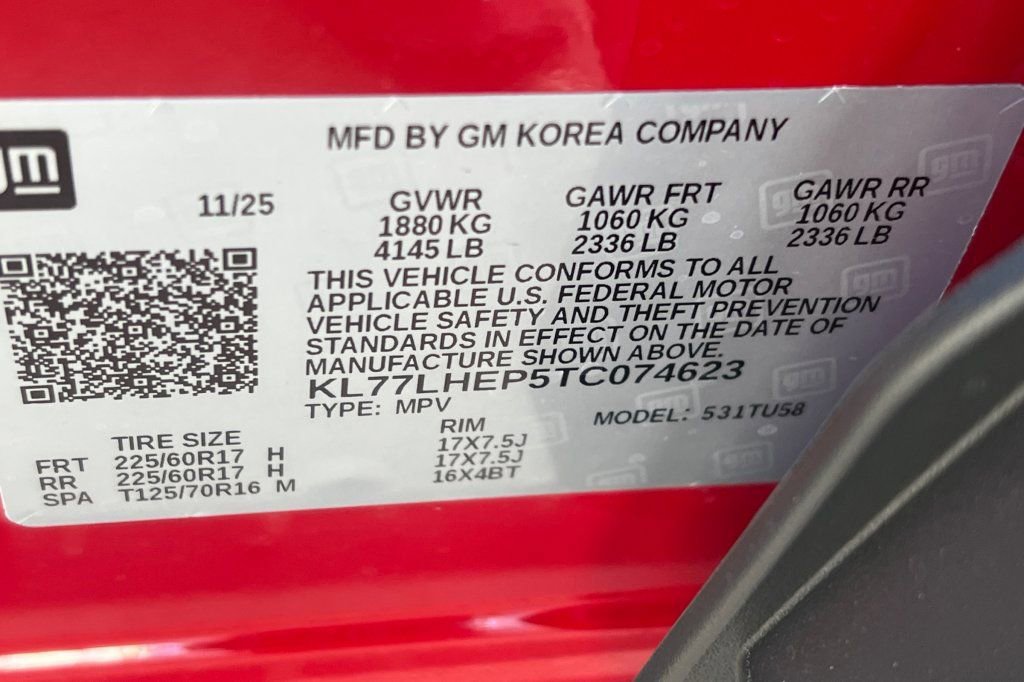 gm
MFD BY GM KOREA COMPANY
11/25
GVWR GAWR FRT GAWR RR
1880 KG 1060 KG 1060 KG
4145 LB 2336 LB 2336 LB
THIS VEHICLE CONFORMS TO ALL
APPLICABLE U.S. FEDERAL MOTOR
VEHICLE SAFETY AND THEFT PREVENTION
STANDARDS IN EFFECT ON THE DATE OF
MANUFACTURE SHOWN ABOVE.
KL77LHEP5TC074623
TYPE: MPV MODEL: 531TU58
TIRE SIZE RIM
FRT 225/60R17 H 17X7.5J
RR 225/60R17 H 17X7.5J
SPA T125/70R16 M 16X4BT